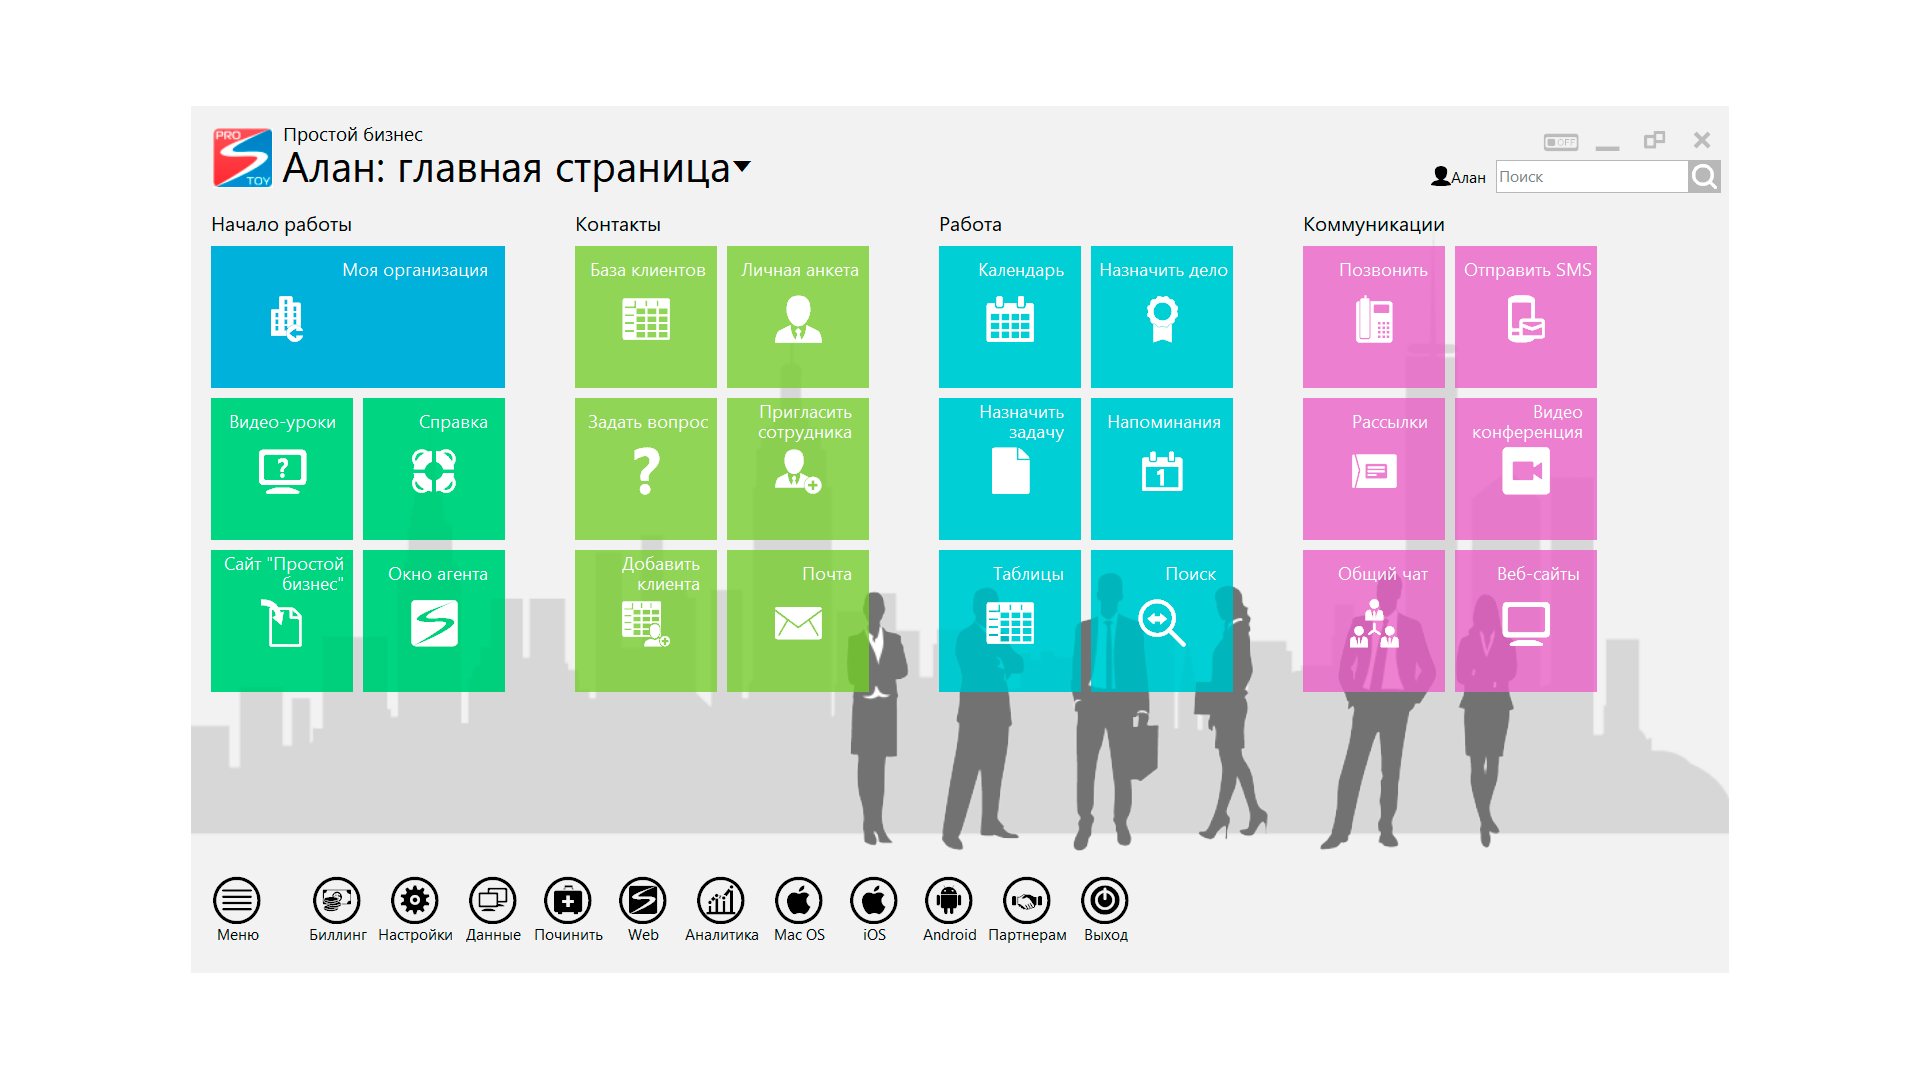 PRO
TOY
Простой бизнес
Алан: главная страница
OFF
Алан
Поиск
Начало работы
Моя организация
Видео-уроки
Справка
Сайт "Простой
бизнес"
Окно агента
Контакты
База клиентов
Личная анкета
Задать вопрос
Пригласить
сотрудника
Добавить
клиента
Почта
Работа
Календарь
Назначить дело
Назначить
задачу
Напоминания
1
Таблицы
Поиск
Коммуникации
Позвонить
Отправить SMS
Рассылки
Видео
конференция
Общий чат
Веб-сайты
Меню
Биллинг
Настройки
Данные
Починить
Web
Аналитика
Mac OS
iOS
Android
Партнерам
Выход